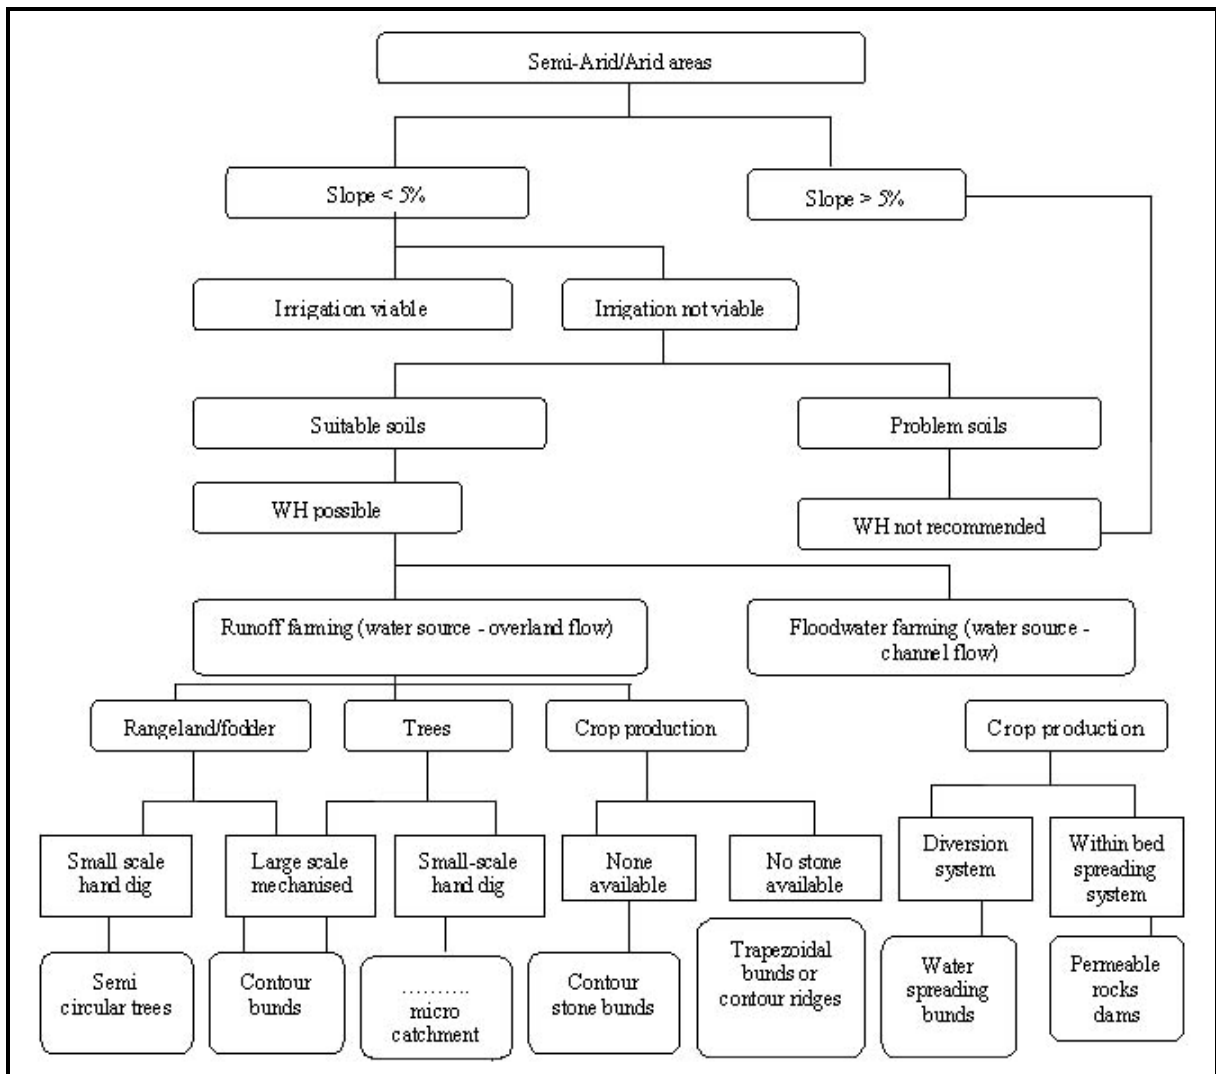 Semi-Arid/Arid areas
Slope < 5%
Slope > 5%
Irrigation viable
Irrigation not viable
Suitable soils
Problem soils
WH possible
WH not recommended
Runoff farming (water source - overland flow)
Floodwater farming (water source -
channel flow)
Rangeland/fodder
Trees
Crop production
Crop production
Small scale
hand dig
Large scale
mechanised
Small-scale
hand dig
None
available
No stone
available
Diversion
system
Within bed
spreading
system
Semi
circular trees
Contour
bunds
..........
micro
catchment
Contour
stone bunds
Trapezoidal
bunds or
contour ridges
Water
spreading
bunds
Permeable
rocks
dams